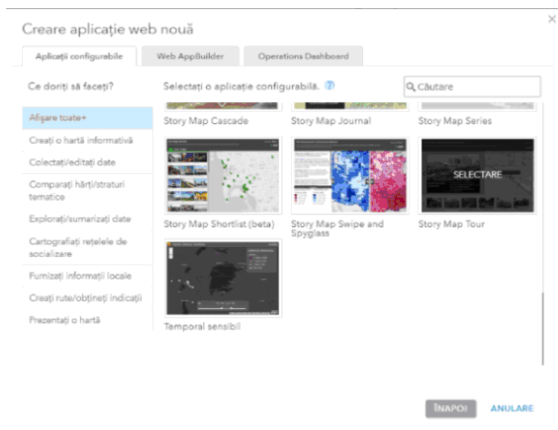 Creare aplicație web nouă
Aplicații configurabile
Web AppBuilder
Operations Dashboard
Ce doriți să faceți?
Selectați o aplicație configurabilă.
Căutare
Afișare toate+
Creați o hartă informativă
Colectați/editați date
Comparați hărți/straturi
tematice
Explorați/sumarizați date
Cartografiați rețelele de
socializare
Furnizați informații locale
Creați rute/obțineți indicații
Prezentați o hartă
Story Map Cascade
Story Map Journal
Story Map Series
SELECTARE
Story Map Shortlist (beta)
Story Map Swipe and
Spyglass
Story Map Tour
Temporal sensibil
ÎNAPOI
ANULARE